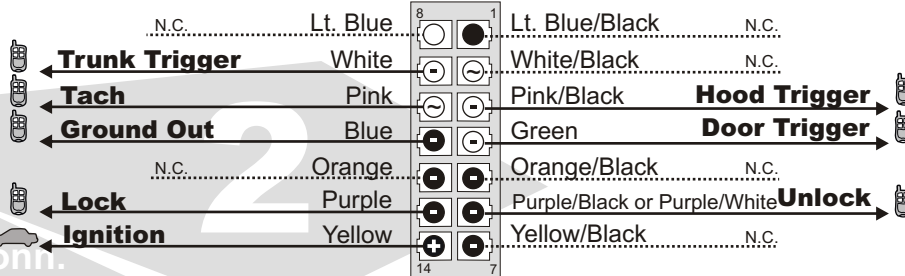 8 1
N.C. Lt. Blue Lt. Blue/Black N.C.
Trunk Trigger White White/Black N.C.
Tach Pink Pink/Black Hood Trigger
Ground Out Blue Green Door Trigger
N.C. Orange Orange/Black N.C.
Lock Purple Purple/Black or Purple/White Unlock
Ignition Yellow Yellow/Black N.C.
14 7
2
onn.